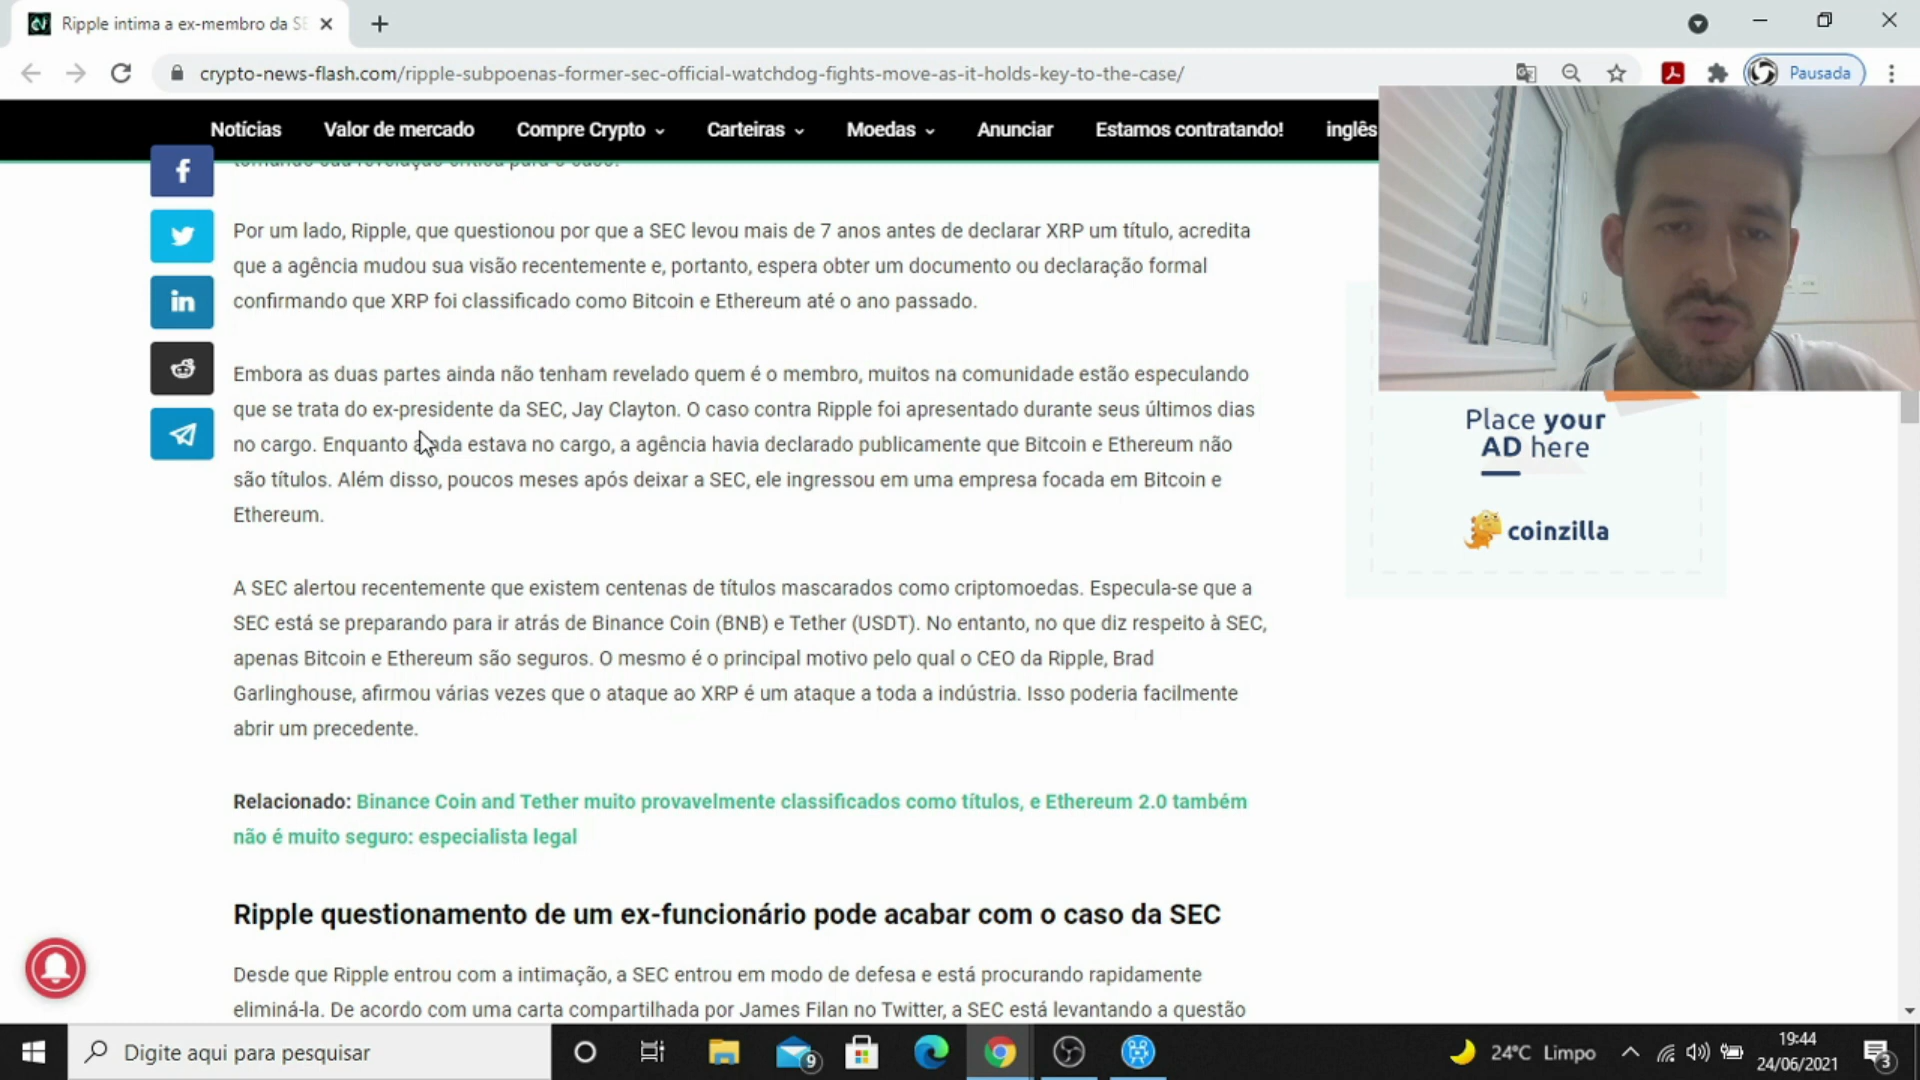 Ripple intima a ex-membro da SE
crypto-news-flash.com/ripple-subpoenas-former-sec-official-watchdog-fights-move-as-it-holds-key-to-the-case/
Pausada
Notícias Valor de mercado Compre Crypto Carteiras Moedas Anunciar Estamos contratando! inglês
Por um lado, Ripple, que questionou por que a SEC levou mais de 7 anos antes de declarar XRP um título, acredita
que a agência mudou sua visão recentemente e, portanto, espera obter um documento ou declaração formal
confirmando que XRP foi classificado como Bitcoin e Ethereum até o ano passado.
Embora as duas partes ainda não tenham revelado quem é o membro, muitos na comunidade estão especulando
que se trata do ex-presidente da SEC, Jay Clayton. O caso contra Ripple foi apresentado durante seus últimos dias
no cargo. Enquanto ainda estava no cargo, a agência havia declarado publicamente que Bitcoin e Ethereum não
são títulos. Além disso, poucos meses após deixar a SEC, ele ingressou em uma empresa focada em Bitcoin e
Ethereum.
A SEC alertou recentemente que existem centenas de títulos mascarados como criptomoedas. Especula-se que a
SEC está se preparando para ir atrás de Binance Coin (BNB) e Tether (USDT). No entanto, no que diz respeito à SEC,
apenas Bitcoin e Ethereum são seguros. O mesmo é o principal motivo pelo qual o CEO da Ripple, Brad
Garlinghouse, afirmou várias vezes que o ataque ao XRP é um ataque a toda a indústria. Isso poderia facilmente
abrir um precedente.
Relacionado: Binance Coin and Tether muito provavelmente classificados como títulos, e Ethereum 2.0 também
não é muito seguro: especialista legal
Ripple questionamento de um ex-funcionário pode acabar com o caso da SEC
Desde que Ripple entrou com a intimação, a SEC entrou em modo de defesa e está procurando rapidamente
eliminá-la. De acordo com uma carta compartilhada por James Filan no Twitter, a SEC está levantando a questão
Place your
AD here
coinzilla
Digite aqui para pesquisar
9
24°C Limpo
19:44
24/06/2021
3